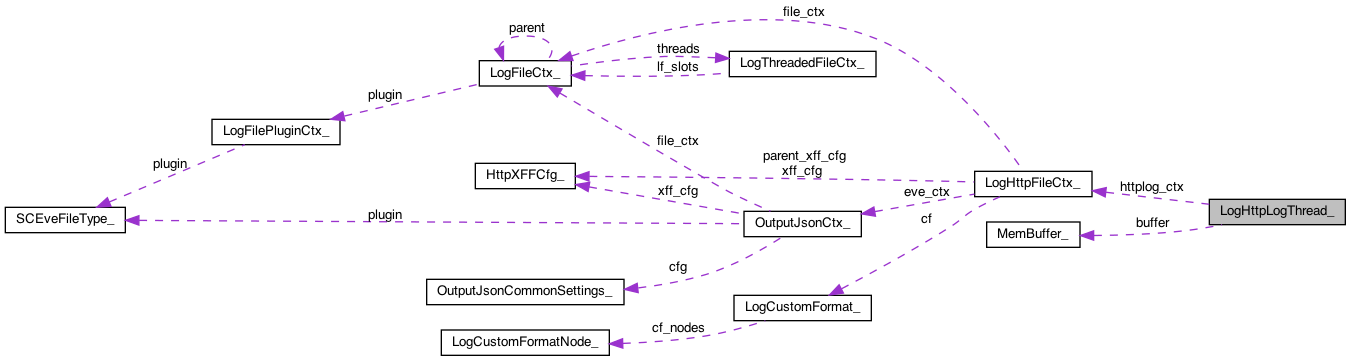 file_ctx
parent
threads
LogFileCtx_
lf_slots
LogThreadedFileCtx_
plugin
LogFilePluginCtx_
file_ctx
plugin
parent_xff_cfg
xff_cfg
HttpXFFCfg_
LogHttpFileCtx_
httplog_ctx
xff_cfg
eve_ctx
SCEveFileType_
plugin
OutputJsonCtx_
cf
MemBuffer_
buffer
LogHttpLogThread_
cfg
OutputJsonCommonSettings_
LogCustomFormat_
cf_nodes
LogCustomFormatNode_